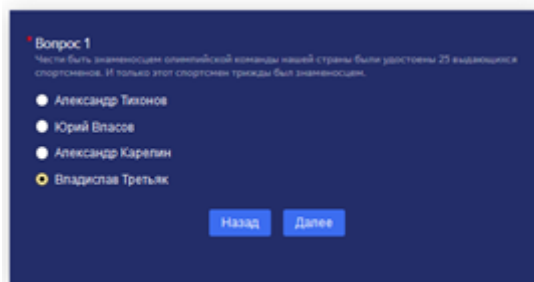 * Вопрос 1
Чести быть знаменосцем олимпийской команды нашей страны были удостоены 25 выдающихся
спортсменов. И только этот спортсмен трижды был знаменосцем.
Александр Тихонов
Юрий Власов
Александр Карелин
Владислав Третьяк
Назад Далее